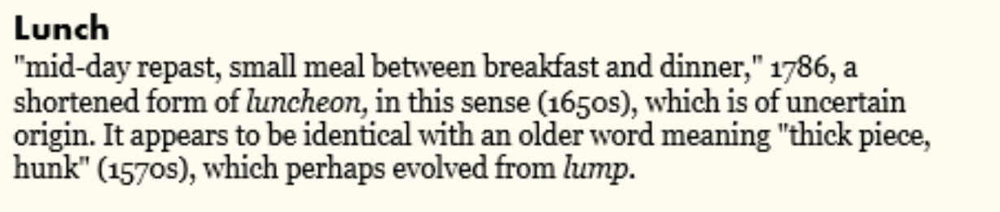 Lunch
"mid-day repast, small meal between breakfast and dinner," 1786, a
shortened form of luncheon, in this sense (1650s), which is of uncertain
origin. It appears to be identical with an older word meaning "thick piece,
hunk" (1570s), which perhaps evolved from lump.